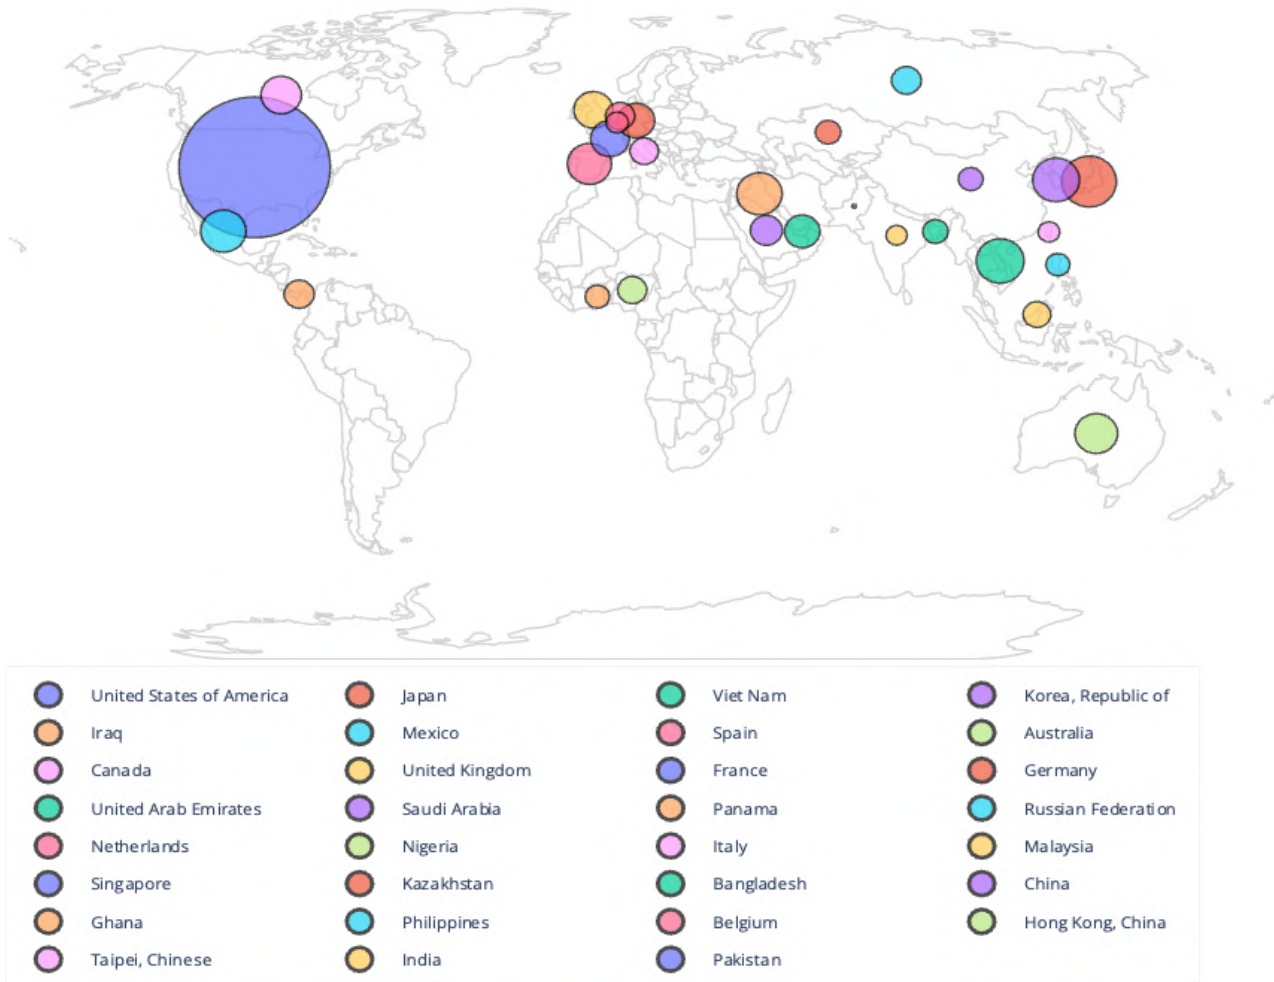 United States of America Japan Viet Nam Korea, Republic of
Iraq Mexico Spain Australia
Canada United Kingdom France Germany
United Arab Emirates Saudi Arabia Panama Russian Federation
Netherlands Nigeria Italy Malaysia
Singapore Kazakhstan Bangladesh China
Ghana Philippines Belgium Hong Kong, China
Taipei, Chinese India Pakistan